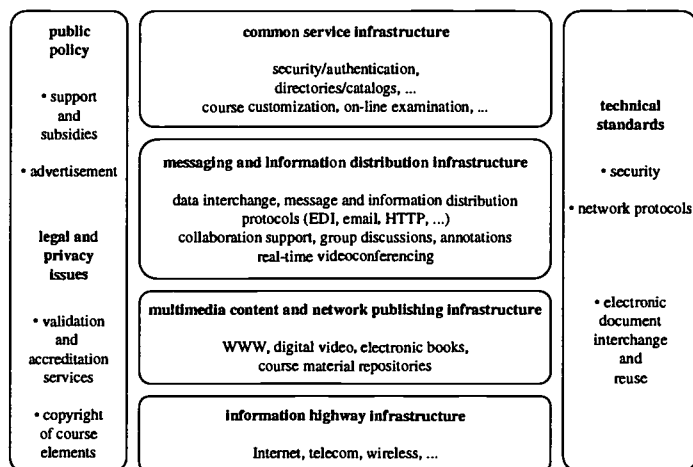 public
policy
• support
and
subsidies
• advertisement
legal and
privacy
issues
• validation
and
accreditation
services
• copyright
of course
elements
common service infrastructure
security/authentication,
directories/catalogs, ...
course customization, on-line examination, ...
messaging and Information distribution infrastructure
data interchange, message and information distribution
protocols (EDI, email, HTTP, ...)
collaboration support, group discussions, annotations
real-time videoconferencing
multimedia content and network publishing infrastructure
WWW, digital video, electronic books,
course material repositories
information highway infrastructure
Internet, telecom, wireless, ...
technical
standards
• security
• network protocols
• electronic
document
interchange
and
reuse